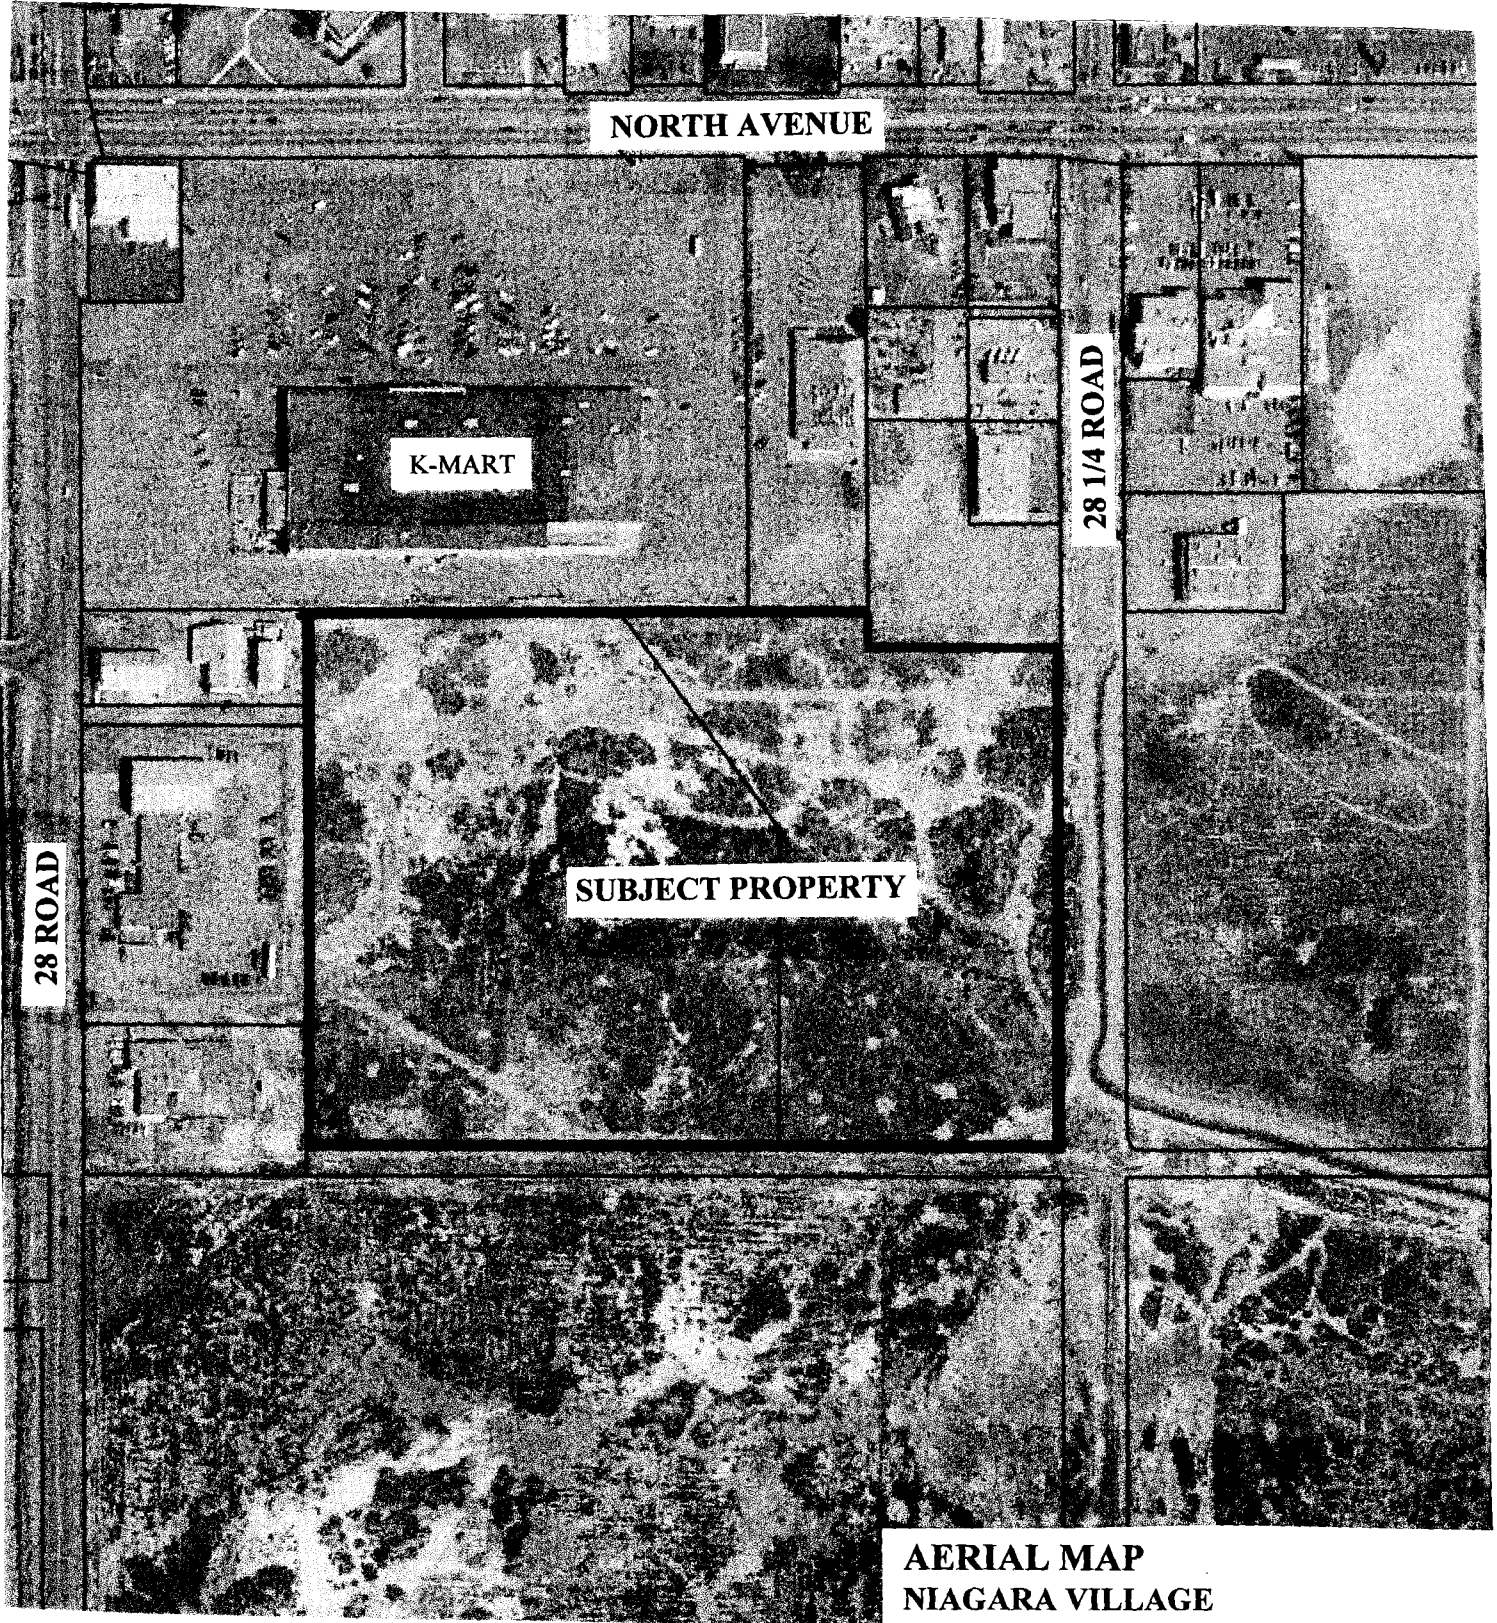 NORTH AVENUE
K-MART
28 1/4 ROAD
SUBJECT PROPERTY
28 ROAD
AERIAL MAP
NIAGARA VILLAGE